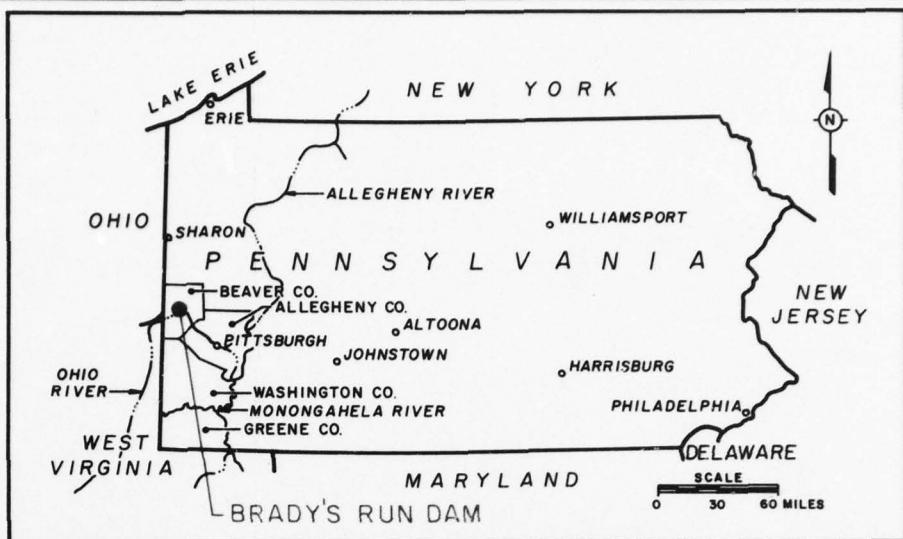 LAKE ERIE
NEW YORK
ERIE
N
ALLEGHENY RIVER
OHIO
WILLIAMSPORT
SHARON
PENNSYLVANIA
BEAVER CO.
ALLEGHENY CO.
NEW
JERSEY
ALTOONA
PITTSBURGH
JOHNSTOWN
HARRISBURG
OHIO
RIVER
WASHINGTON CO.
MONONGAHELA RIVER
PHILADELPHIA
GREENE CO.
WEST
VIRGINIA
DELAWARE
MARYLAND
SCALE
0 30 60 MILES
BRADY'S RUN DAM